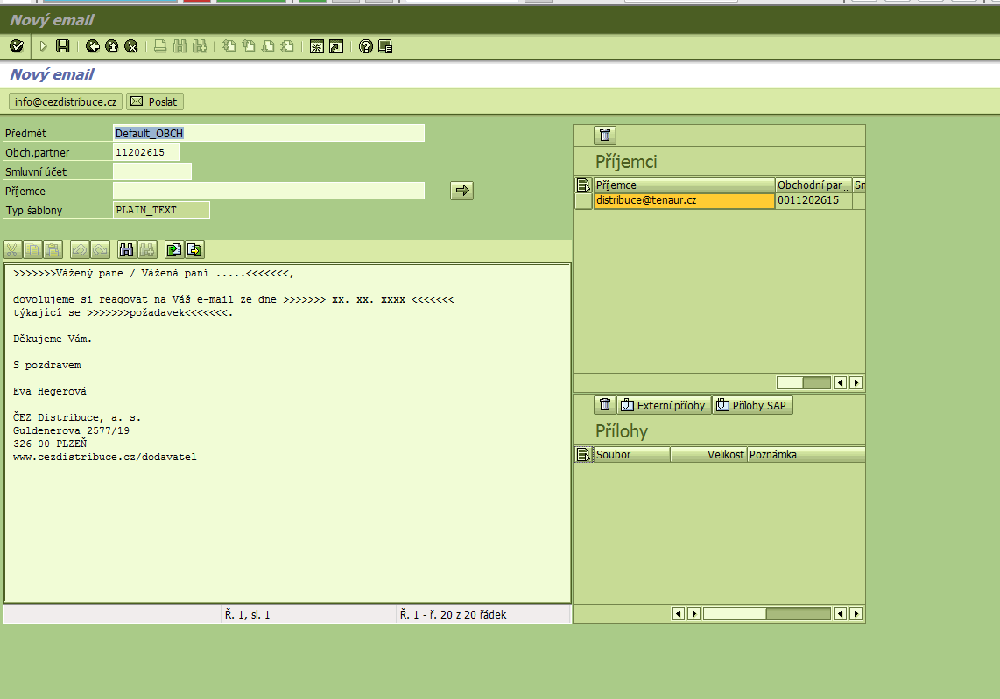 Nový email
Nový email
info@cezdistribuce.cz Poslat
Předmět Default_OBCH
Obch.partner 11202615
Smluvní účet
Příjemce
Typ šablony PLAIN_TEXT
>>>>>>>Vážený pane / Vážená paní .....<<<<<<<,
dovolujeme si reagovat na Váš e-mail ze dne >>>>>>> xx. xx. xxxx <<<<<<<
týkající se >>>>>>>požadavek<<<<<<<.
Děkujeme Vám.
S pozdravem
Eva Hegerová
ČEZ Distribuce, a. s.
Guldenerova 2577/19
326 00 PLZEŇ
www.cezdistribuce.cz/dodavatel
Ř. 1, sl. 1 Ř. 1 - ř. 20 z 20 řádek
Příjemci
Příjemce Obchodní par... Sm
distribuce@tenaur.cz 0011202615
Externí přílohy Přílohy SAP
Přílohy
Soubor Velikost Poznámka